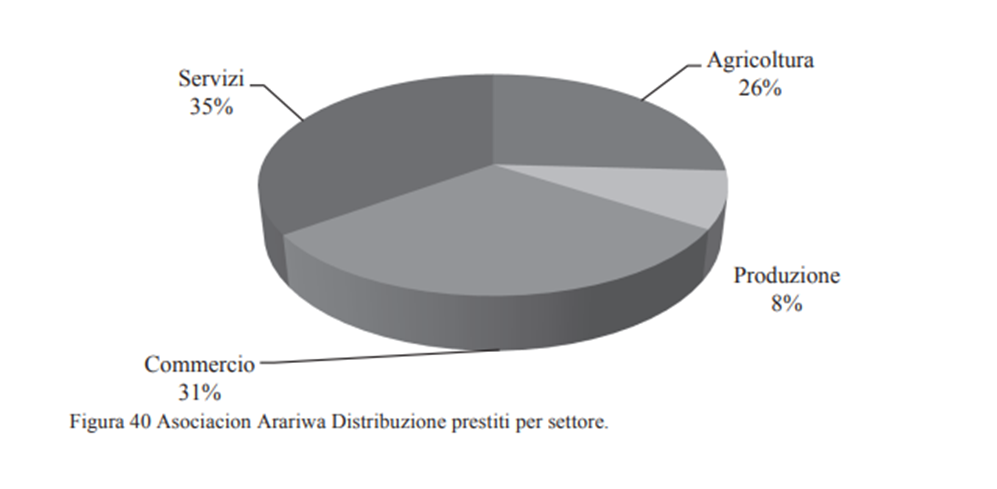 Agricoltura
26%
Servizi
35%
Produzione
8%
Commercio
31%
Figura 40 Asociacion Arariwa Distribuzione prestiti per settore.